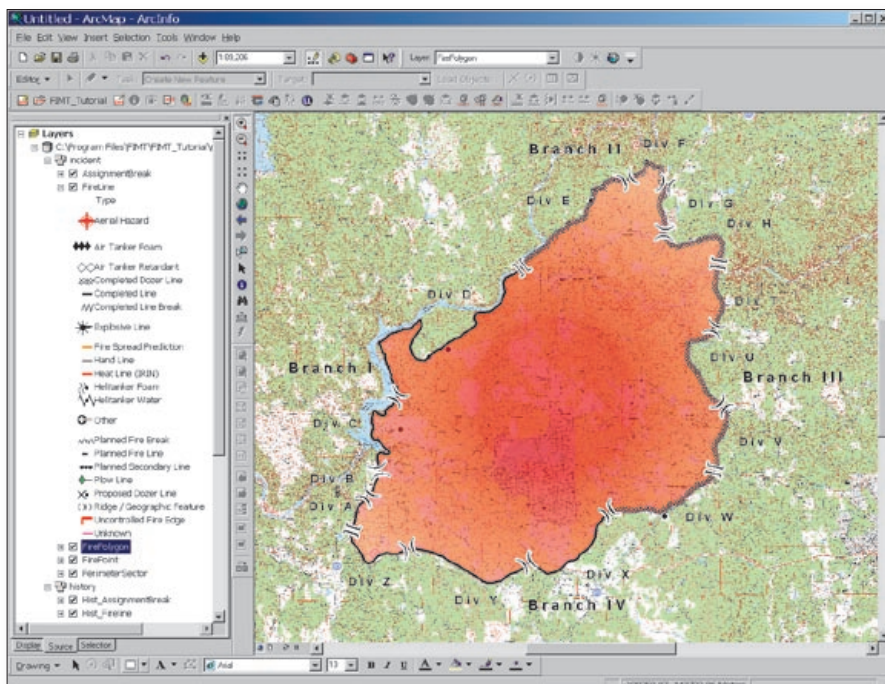 Untitled - ArcMap - ArcInfo
File Edit View Insert Selection Tools Window Help
Layer: FirePolygon
Editor Task: Create New Feature Target: Load Objects
FIMT_Tutorial
Layers
incident
AssignmentBreak
FireLine
Type
Aerial Hazard
Air Tanker Foam
Air Tanker Retardant
Completed Dozer Line
Completed Line
Completed Line Break
Explosive Line
Fire Spread Prediction
Hand Line
Heat Line (IRIN)
Helitanker Foam
Helitanker Water
Other
Planned Fire Break
Planned Fire Line
Planned Secondary Line
Plow Line
Proposed Dozer Line
Ridge / Geographic Feature
Uncontrolled Fire Edge
Unknown
FirePolygon
FirePoint
PerimeterSector
history
Hist_AssignmentBreak
Hist_Fireline
Display Source Selector
Branch II
Div F
Div E
Div G
Div H
Div D
Branch I
Div U
Branch III
Div C
Div V
Div B
Div A
Div W
Div Z
Div X
Div Y
Branch IV
Drawing Arial B I U A